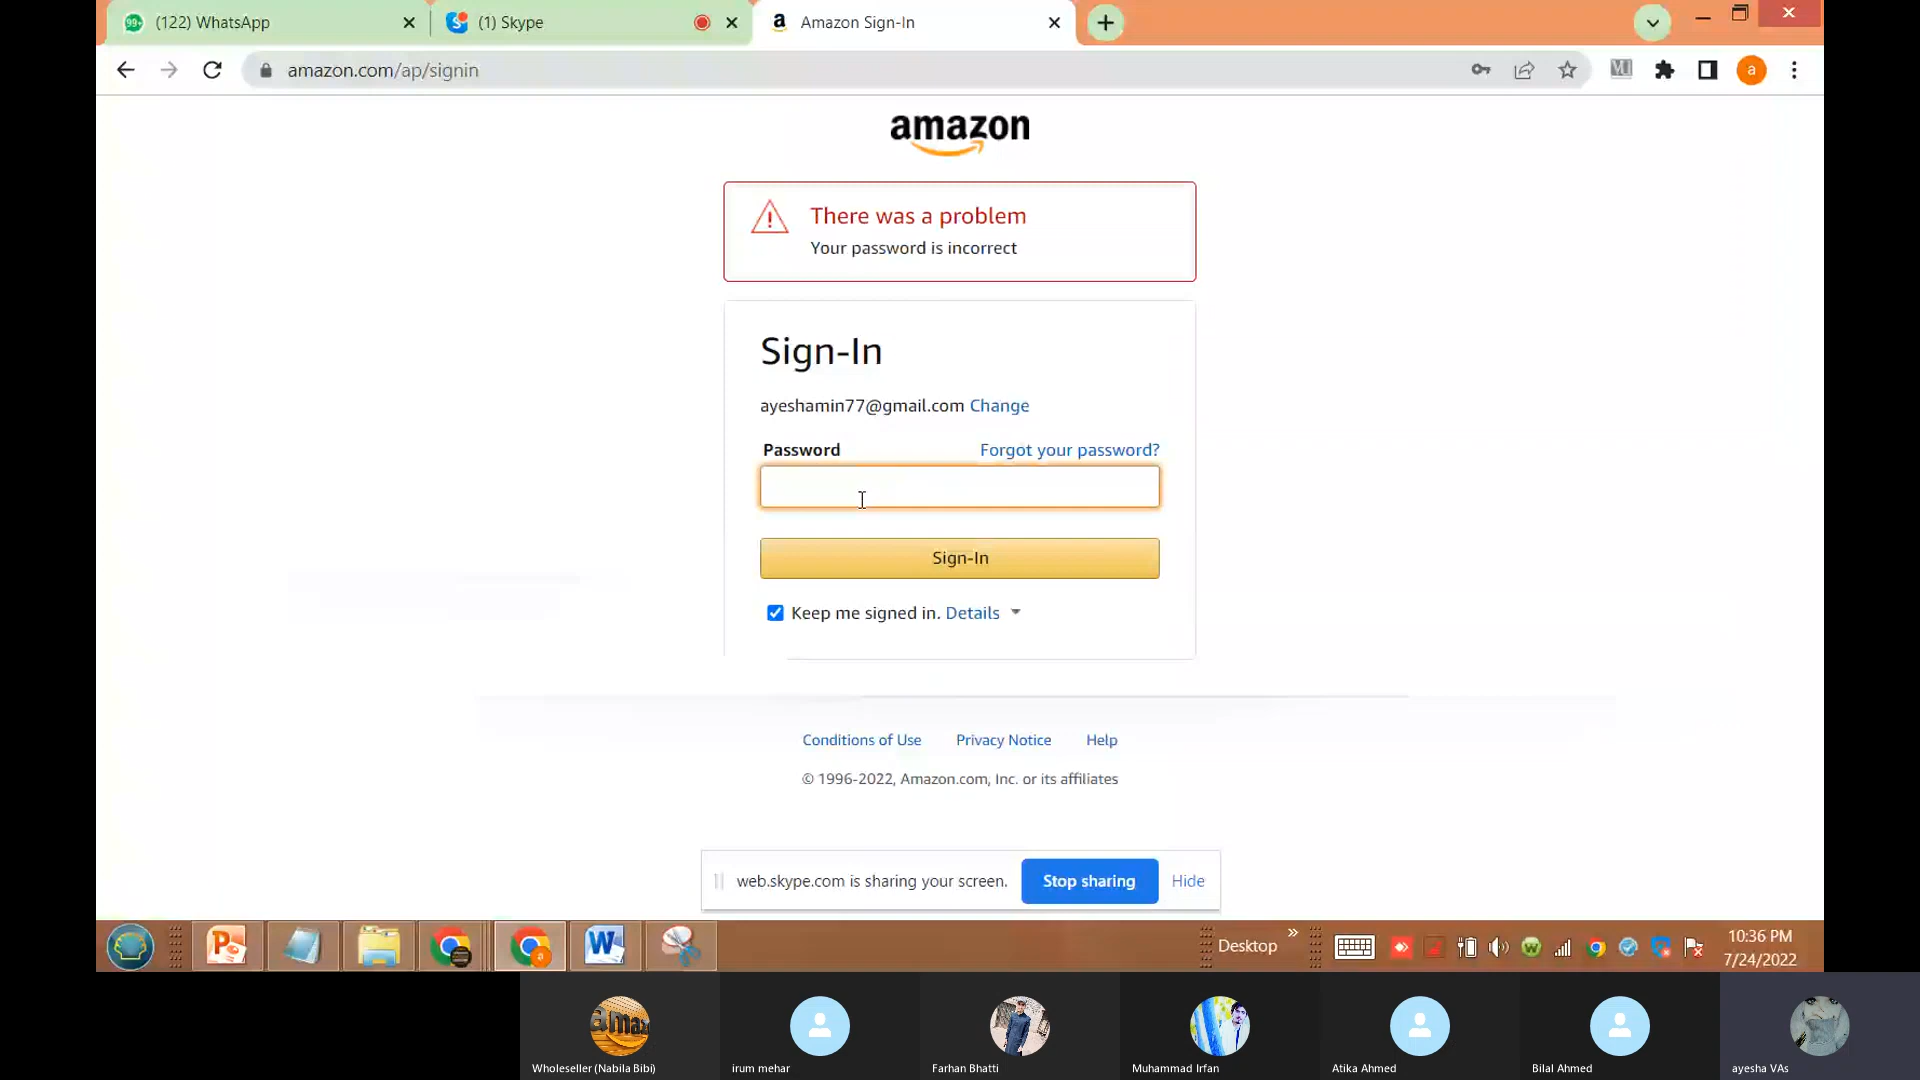 99+ (122) WhatsApp
(1) Skype
a Amazon Sign-In
amazon.com/ap/signin
a
amazon
There was a problem
Your password is incorrect
Sign-In
ayeshamin77@gmail.com Change
Password Forgot your password?
Sign-In
Keep me signed in. Details
Conditions of Use Privacy Notice Help
© 1996-2022, Amazon.com, Inc. or its affiliates
web.skype.com is sharing your screen. Stop sharing Hide
Desktop
10:36 PM
7/24/2022
Wholeseller (Nabila Bibi)
irum mehar
Farhan Bhatti
Muhammad Irfan
Atika Ahmed
Bilal Ahmed
ayesha VAs